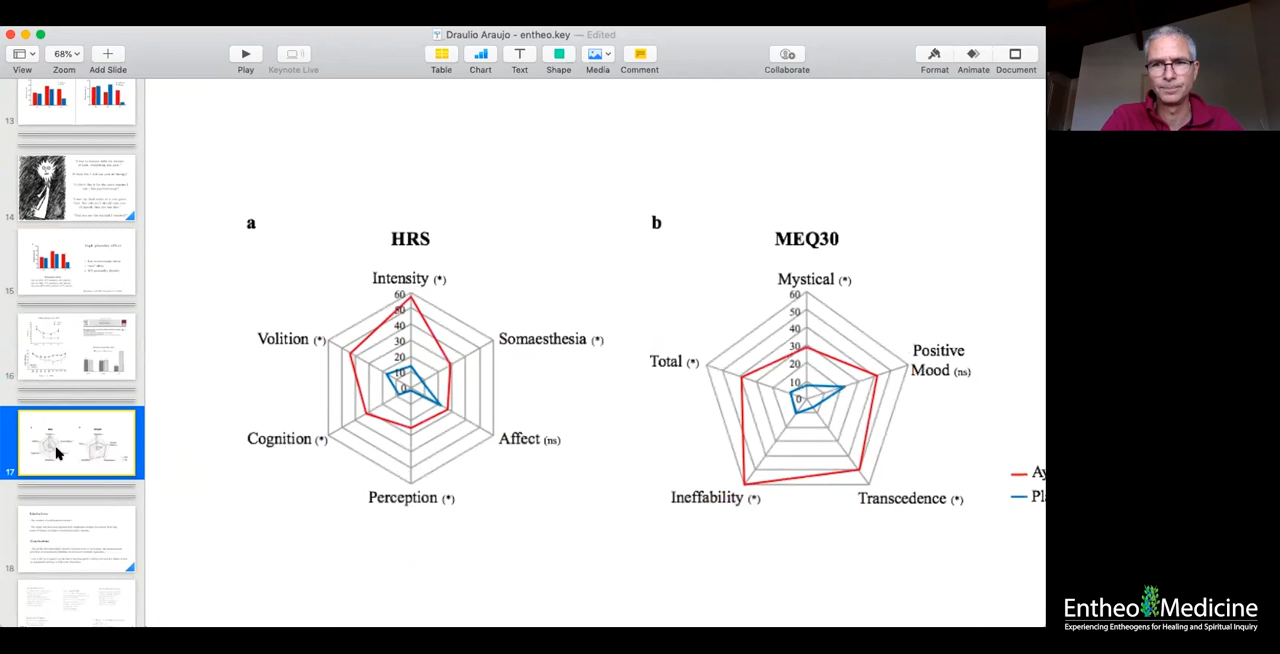 Draulio Araujo - entheo.key — Edited
68%
View
Zoom
Add Slide
Play
Keynote Live
Table
Chart
Text
Shape
Media
Comment
Collaborate
Format
Animate
Document
13
14
15
16
17
18
a
HRS
Intensity (*)
60
50
40
30
20
10
0
Volition (*)
Somaesthesia (*)
Cognition (*)
Affect (ns)
Perception (*)
b
MEQ30
Mystical (*)
60
50
40
30
20
10
0
Total (*)
Positive
Mood (ns)
Ineffability (*)
Transcedence (*)
Ay
Pl
Entheo Medicine
Experiencing Entheogens for Healing and Spiritual Inquiry